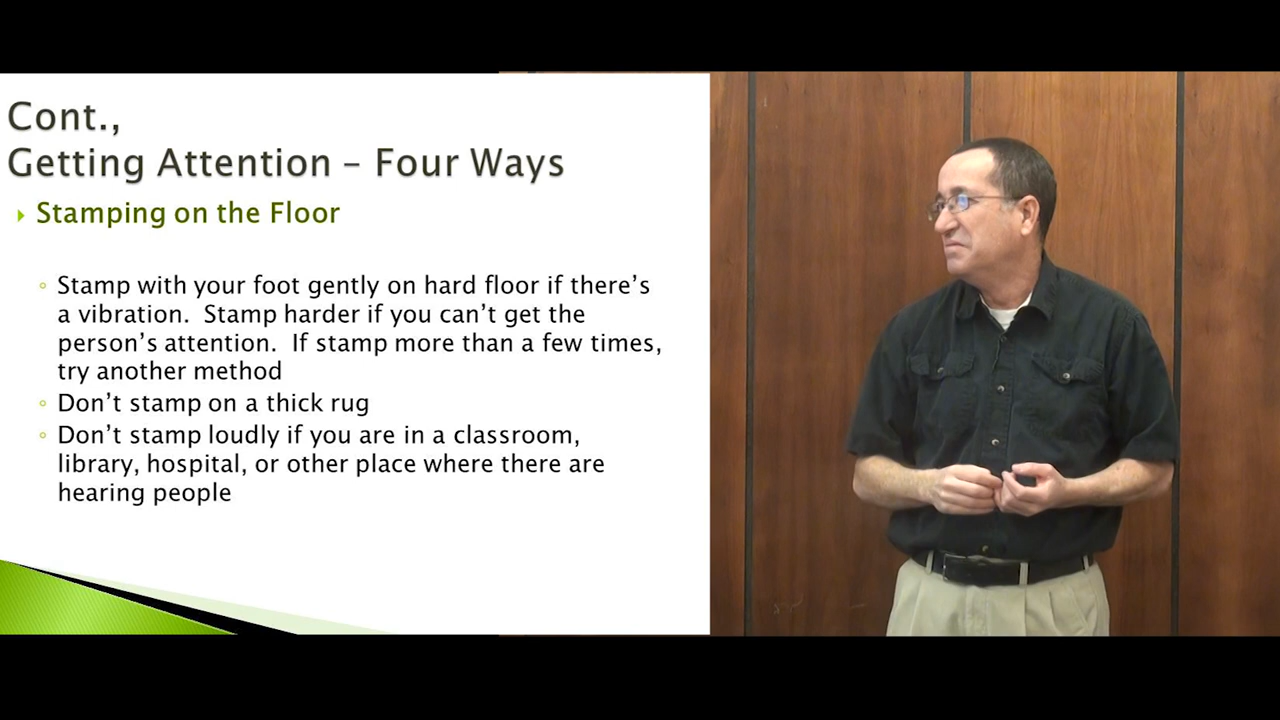 Cont.,
Getting Attention – Four Ways
Stamping on the Floor
Stamp with your foot gently on hard floor if there's
a vibration.  Stamp harder if you can't get the
person's attention.  If stamp more than a few times,
try another method
Don't stamp on a thick rug
Don't stamp loudly if you are in a classroom,
library, hospital, or other place where there are
hearing people